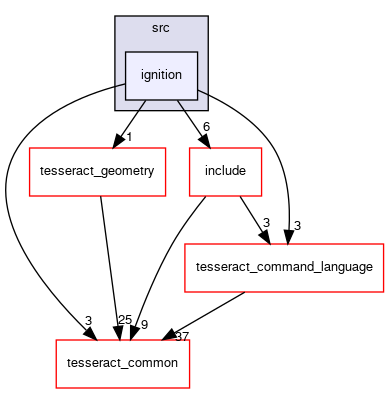 src
ignition
1
6
tesseract_geometry
include
3
3
tesseract_command_language
3
25
9
37
tesseract_common